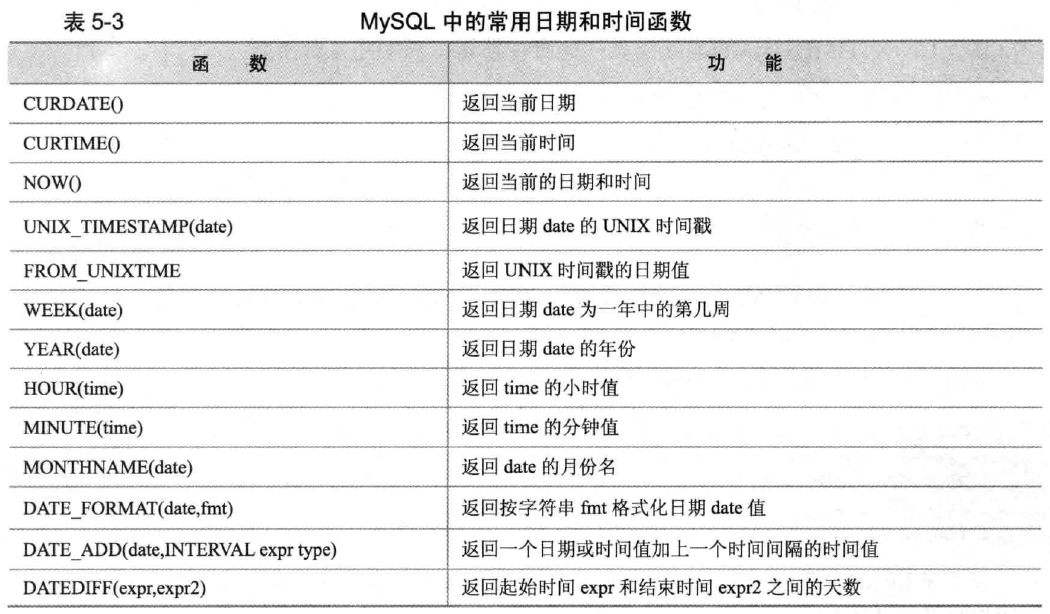 表 5-3 MySQL 中的常用日期和时间函数
函 数 功 能
CURDATE() 返回当前日期
CURTIME() 返回当前时间
NOW() 返回当前的日期和时间
UNIX_TIMESTAMP(date) 返回日期 date 的 UNIX 时间戳
FROM_UNIXTIME 返回 UNIX 时间戳的日期值
WEEK(date) 返回日期 date 为一年中的第几周
YEAR(date) 返回日期 date 的年份
HOUR(time) 返回 time 的小时值
MINUTE(time) 返回 time 的分钟值
MONTHNAME(date) 返回 date 的月份名
DATE_FORMAT(date,fmt) 返回按字符串 fmt 格式化日期 date 值
DATE_ADD(date,INTERVAL expr type) 返回一个日期或时间值加上一个时间间隔的时间值
DATEDIFF(expr,expr2) 返回起始时间 expr 和结束时间 expr2 之间的天数